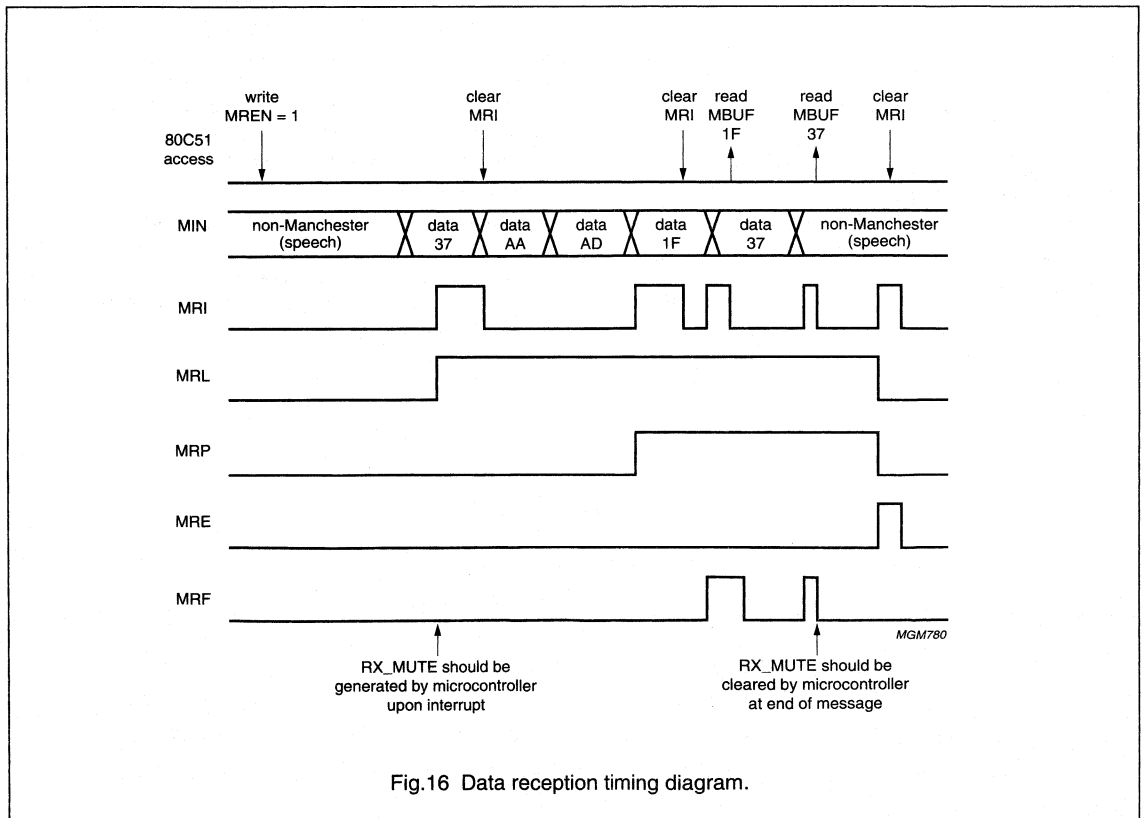 write
MREN = 1
clear
MRI
clear
MRI
read
MBUF
1F
read
MBUF
37
clear
MRI
80C51
access
MIN
non-Manchester
(speech)
data
37
data
AA
data
AD
data
1F
data
37
non-Manchester
(speech)
MRI
MRL
MRP
MRE
MRF
MGM780
RX_MUTE should be
generated by microcontroller
upon interrupt
RX_MUTE should be
cleared by microcontroller
at end of message
Fig.16 Data reception timing diagram.